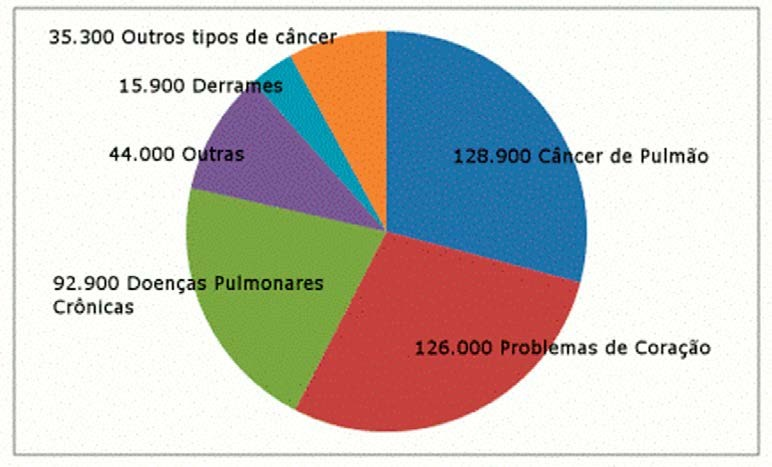 35.300 Outros tipos de câncer
15.900 Derrames
128.900 Câncer de Pulmão
44.000 Outras
92.900 Doenças Pulmonares
Crônicas
126.000 Problemas de Coração